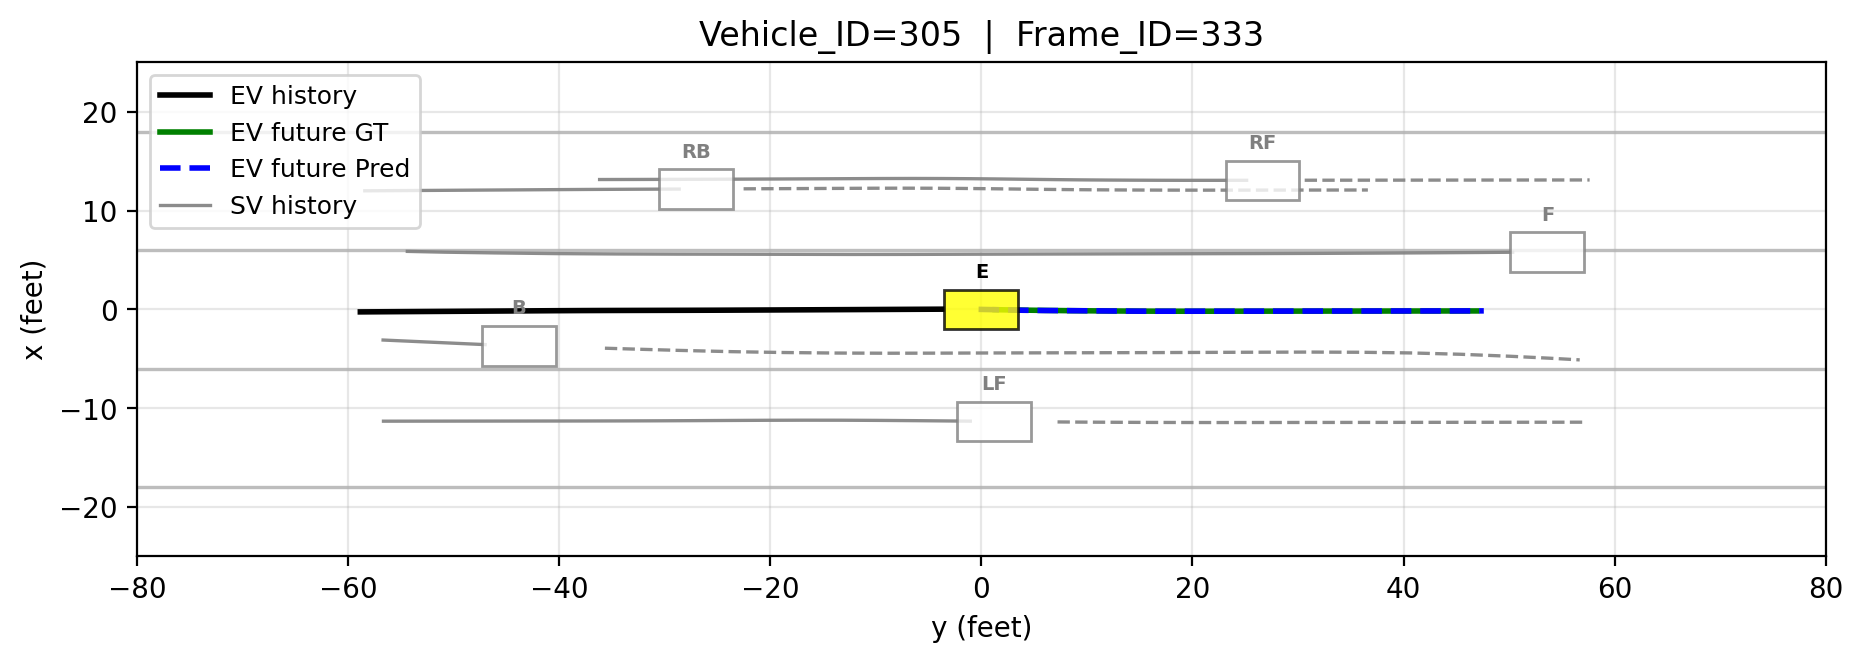 Vehicle_ID=305 | Frame_ID=333
EV history
EV future GT
EV future Pred
SV history
RB
RF
F
E
B
LF
20
10
0
−10
−20
x (feet)
−80
−60
−40
−20
0
20
40
60
80
y (feet)